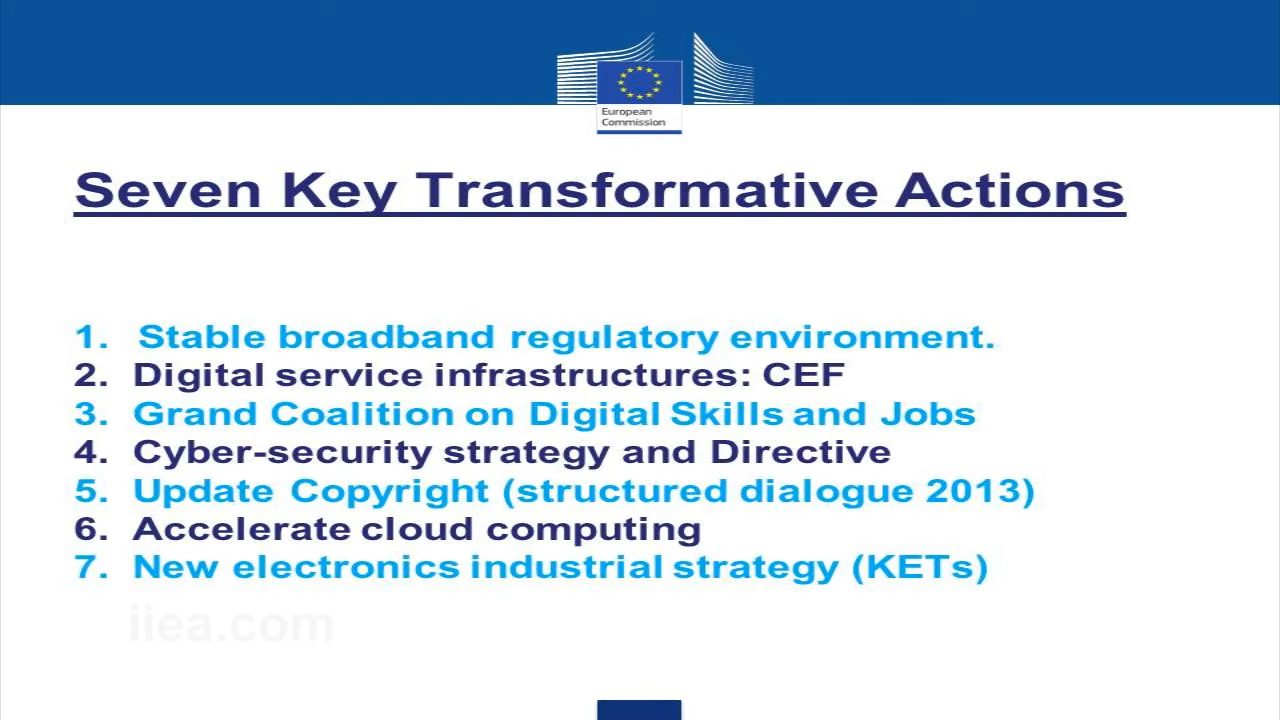 European
Commission
Seven Key Transformative Actions
1. Stable broadband regulatory environment.
2. Digital service infrastructures: CEF
3. Grand Coalition on Digital Skills and Jobs
4. Cyber-security strategy and Directive
5. Update Copyright (structured dialogue 2013)
6. Accelerate cloud computing
7. New electronics industrial strategy (KETs)
iiea.com